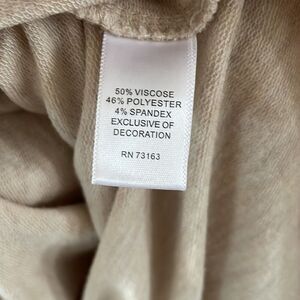 50% VISCOSE
46% POLYESTER
4% SPANDEX
EXCLUSIVE OF
DECORATION
RN 73163